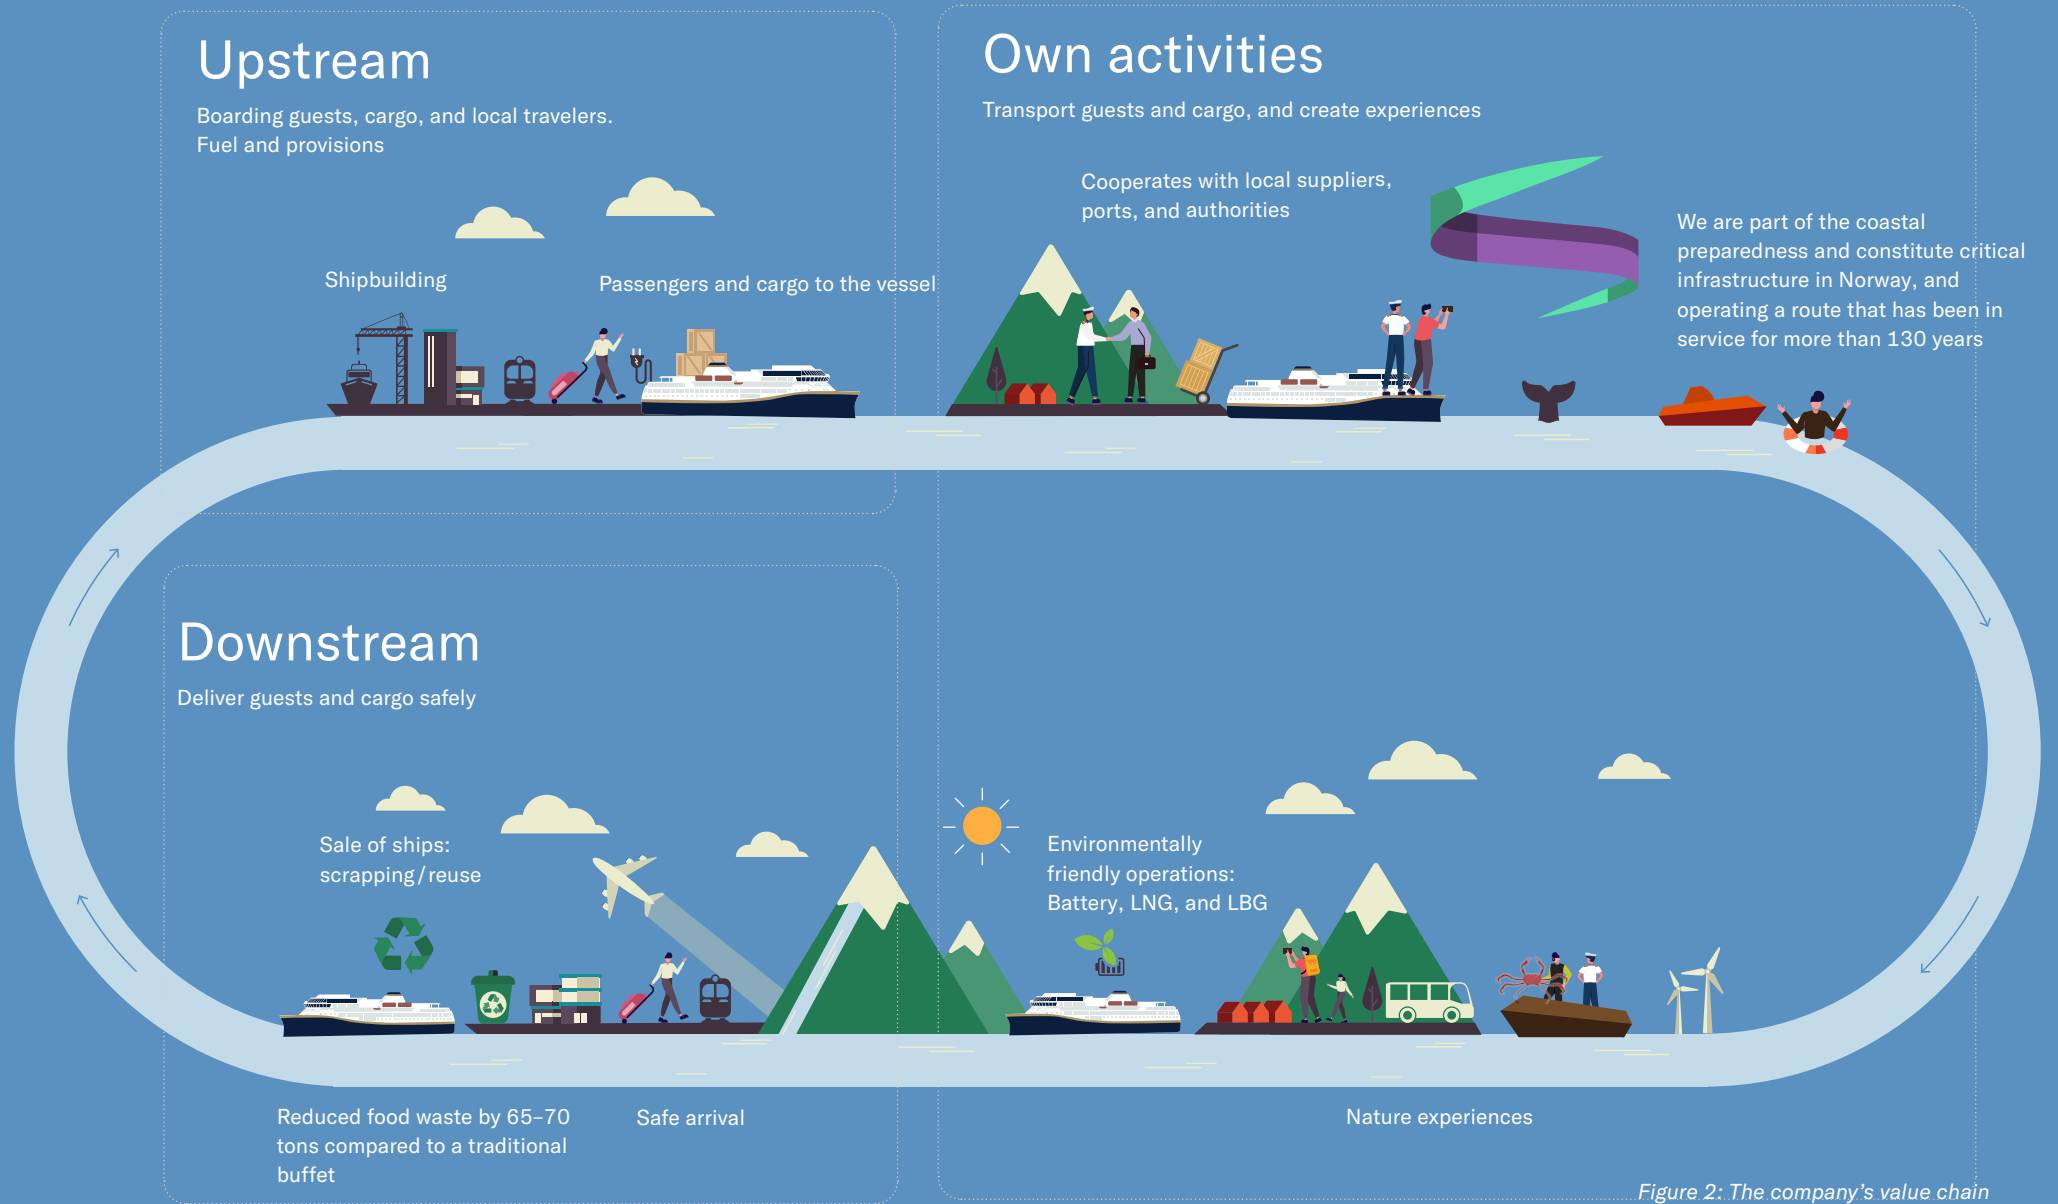 Upstream
Boarding guests, cargo, and local travelers.
Fuel and provisions
Shipbuilding
Passengers and cargo to the vessel
Own activities
Transport guests and cargo, and create experiences
Cooperates with local suppliers,
ports, and authorities
We are part of the coastal
preparedness and constitute critical
infrastructure in Norway, and
operating a route that has been in
service for more than 130 years
Downstream
Deliver guests and cargo safely
Sale of ships:
scrapping/reuse
Environmentally
friendly operations:
Battery, LNG, and LBG
Reduced food waste by 65–70
tons compared to a traditional
buffet
Safe arrival
Nature experiences
Figure 2: The company's value chain